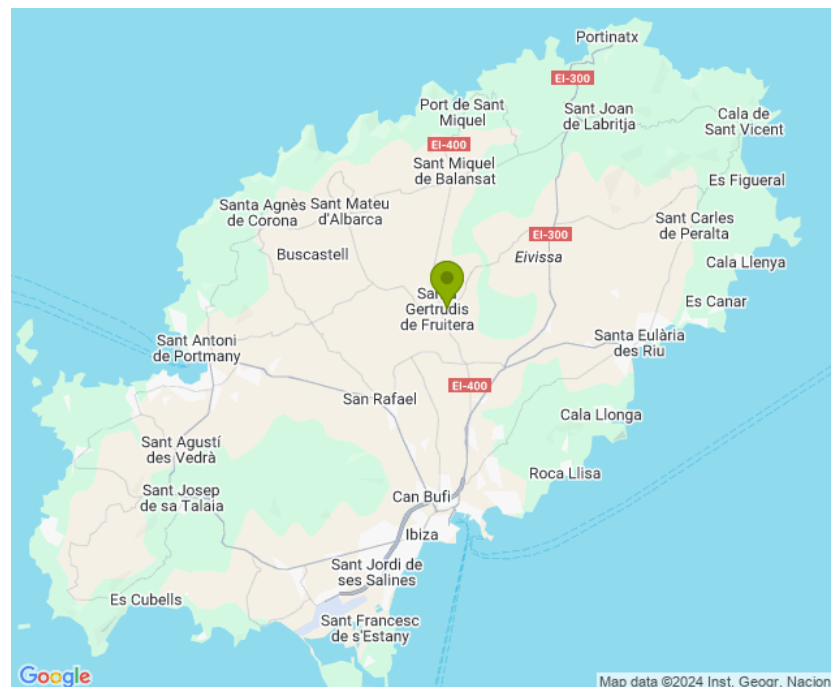 Portinatx
EI-300
Port de Sant
Miquel
Sant Joan
de Labritja
Cala de
Sant Vicent
EI-400
Sant Miquel
de Balansat
Es Figueral
Santa Agnès
de Corona
Sant Mateu
d'Albarca
Sant Carles
de Peralta
EI-300
Buscastell
Eivissa
Cala Llenya
Gertrudis
de Fruitera
Es Canar
Sant Antoni
de Portmany
Santa Eulària
des Riu
EI-400
San Rafael
Cala Llonga
Sant Agustí
des Vedrà
Roca Llisa
Sant Josep
de sa Talaia
Can Bufi
Ibiza
Sant Jordi de
ses Salines
Es Cubells
Sant Francesc
de s'Estany
Google
Map data ©2024 Inst. Geogr. Nacion